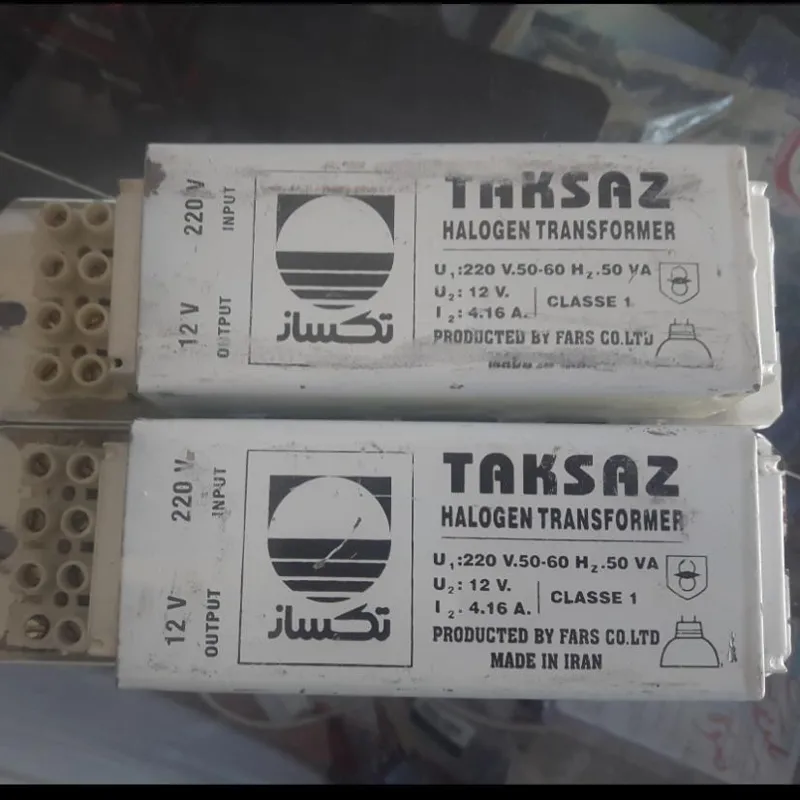 220 V
INPUT
12 V
OUTPUT
تکساز
TAKSAZ
HALOGEN TRANSFORMER
U₁:220 V.50-60 Hz.50 VA
U₂: 12 V.
I₂: 4.16 A.
CLASSE 1
PRODUCTED BY FARS CO.LTD
220 V
INPUT
12 V
OUTPUT
تکساز
TAKSAZ
HALOGEN TRANSFORMER
U₁:220 V.50-60 Hz.50 VA
U₂: 12 V.
I₂. 4.16 A.
CLASSE 1
PRODUCTED BY FARS CO.LTD
MADE IN IRAN